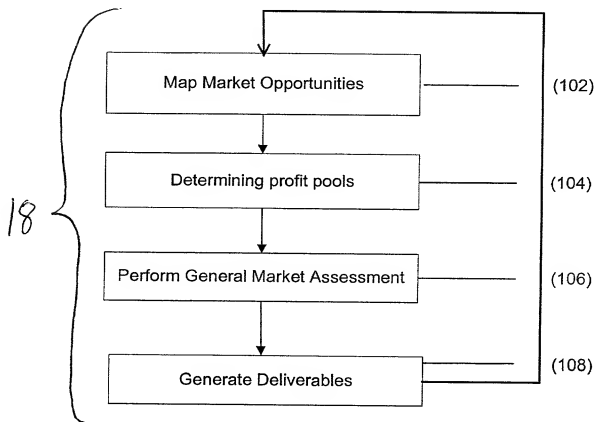 Map Market Opportunities (102)
Determining profit pools (104)
18
Perform General Market Assessment (106)
Generate Deliverables (108)